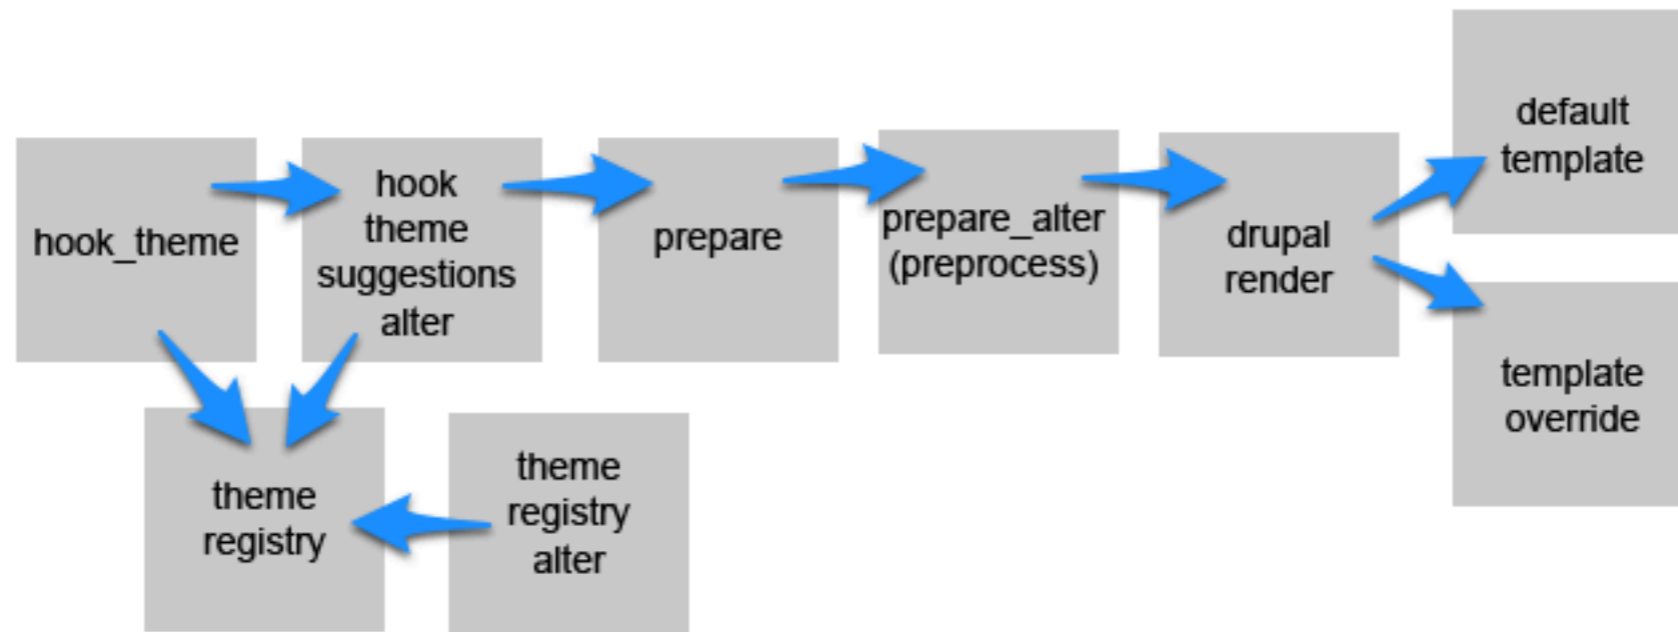 hook_theme
hook
theme
suggestions
alter
prepare
prepare_alter
(preprocess)
drupal
render
default
template
template
override
theme
registry
theme
registry
alter